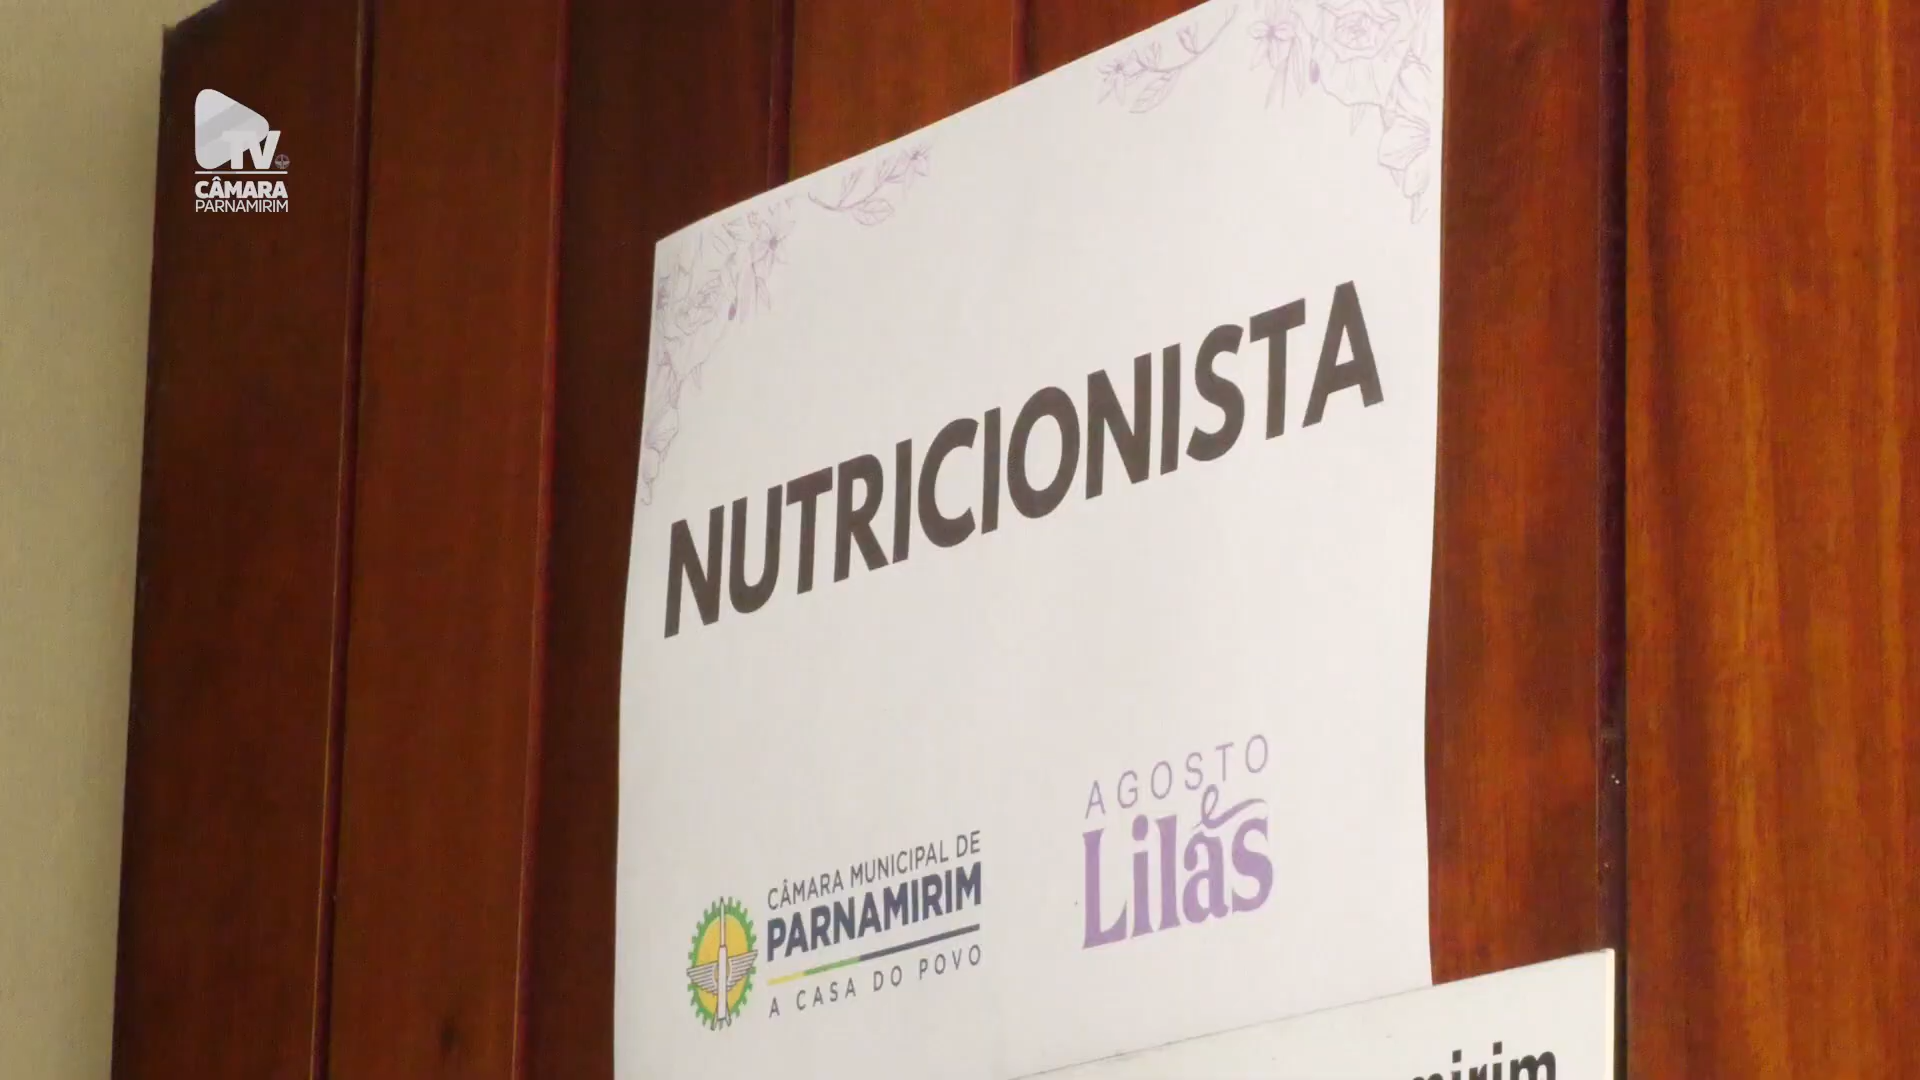 TV
CÂMARA
PARNAMIRIM
NUTRICIONISTA
CÂMARA MUNICIPAL DE
PARNAMIRIM
A CASA DO POVO
AGOSTO
Lilás